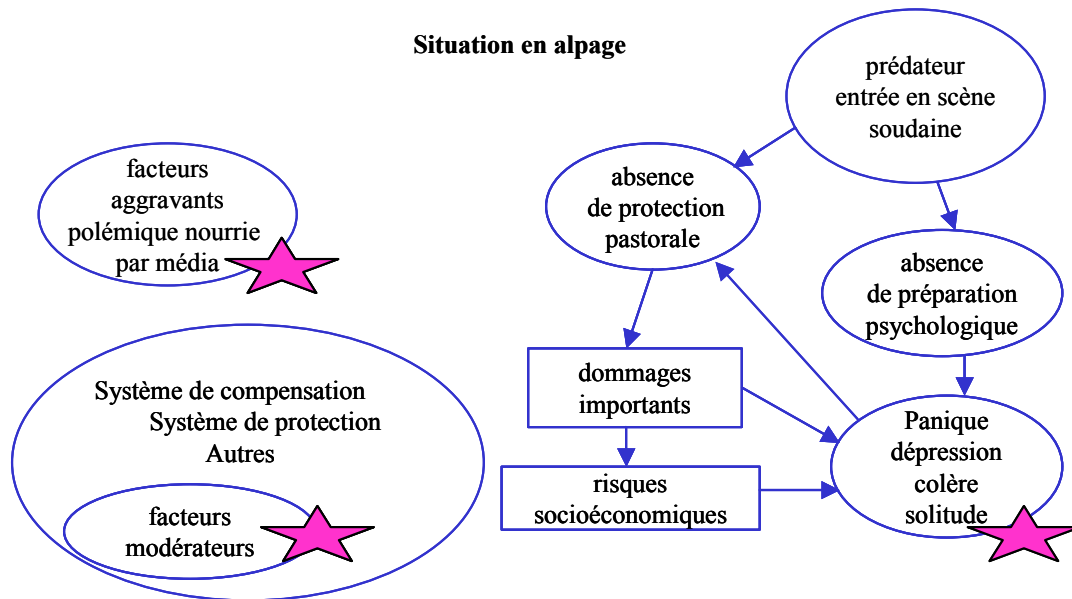 Situation en alpage
prédateur
entrée en scène
soudaine
facteurs
aggravants
polémique nourrie
par média
absence
de protection
pastorale
absence
de préparation
psychologique
dommages
importants
Système de compensation
Système de protection
Autres
Panique
dépression
colère
solitude
risques
socioéconomiques
facteurs
modérateurs